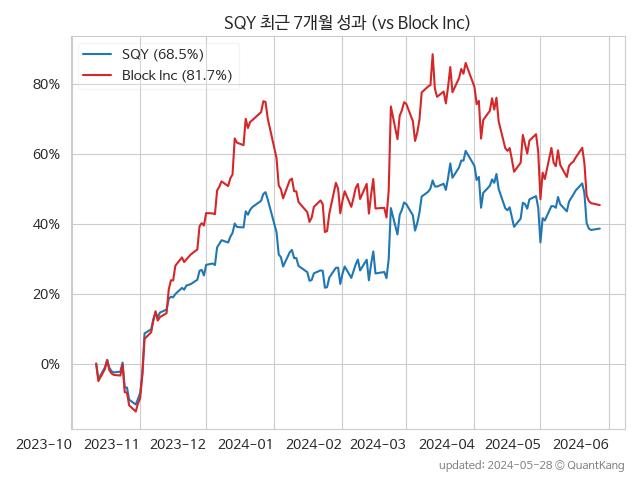 SQY 최근 7개월 성과 (vs Block Inc)
SQY (68.5%)
Block Inc (81.7%)
80%
60%
40%
20%
0%
2023-10 2023-11 2023-12 2024-01 2024-02 2024-03 2024-04 2024-05 2024-06
updated: 2024-05-28 © QuantKang